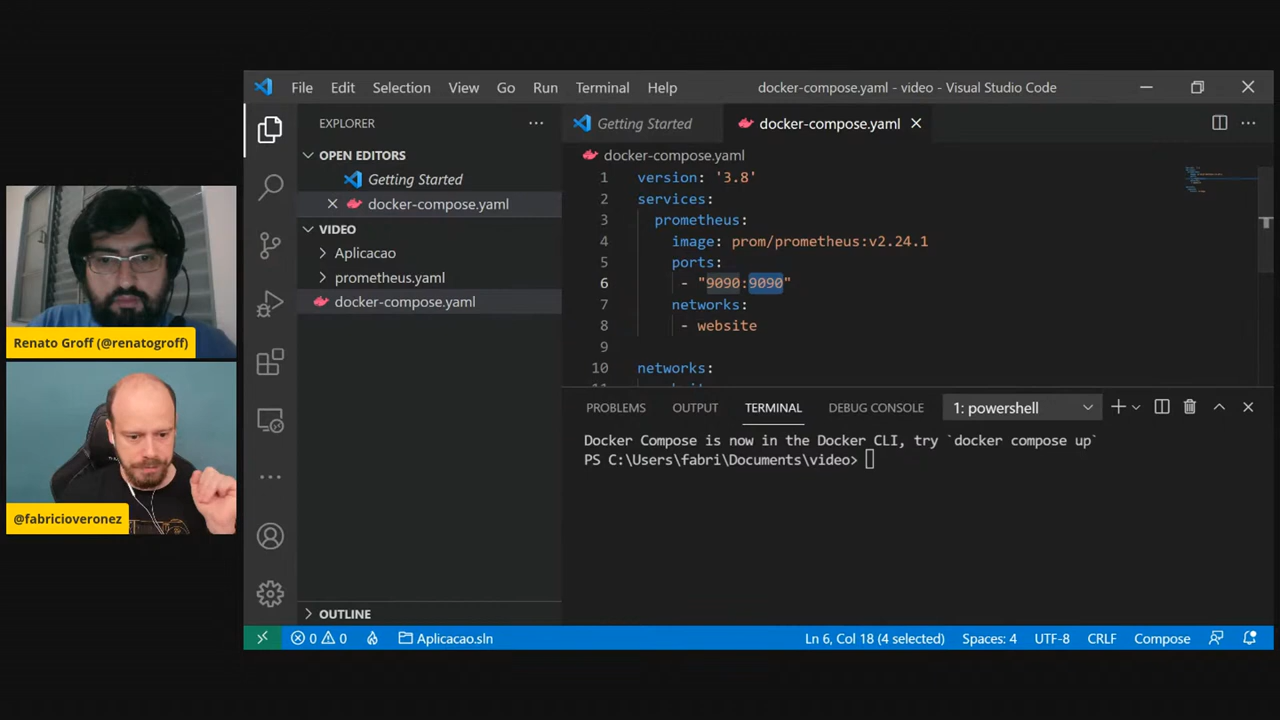 File Edit Selection View Go Run Terminal Help
docker-compose.yaml - video - Visual Studio Code
EXPLORER
OPEN EDITORS
Getting Started
docker-compose.yaml
VIDEO
Aplicacao
prometheus.yaml
docker-compose.yaml
OUTLINE
Getting Started
docker-compose.yaml
docker-compose.yaml
1 version: '3.8'
2 services:
3 prometheus:
4 image: prom/prometheus:v2.24.1
5 ports:
6 - "9090:9090"
7 networks:
8 - website
9
10 networks:
PROBLEMS OUTPUT TERMINAL DEBUG CONSOLE 1: powershell
Docker Compose is now in the Docker CLI, try `docker compose up`
PS C:\Users\fabri\Documents\video>
0 0 Aplicacao.sln Ln 6, Col 18 (4 selected) Spaces: 4 UTF-8 CRLF Compose
Renato Groff (@renatogroff)
@fabricioveronez